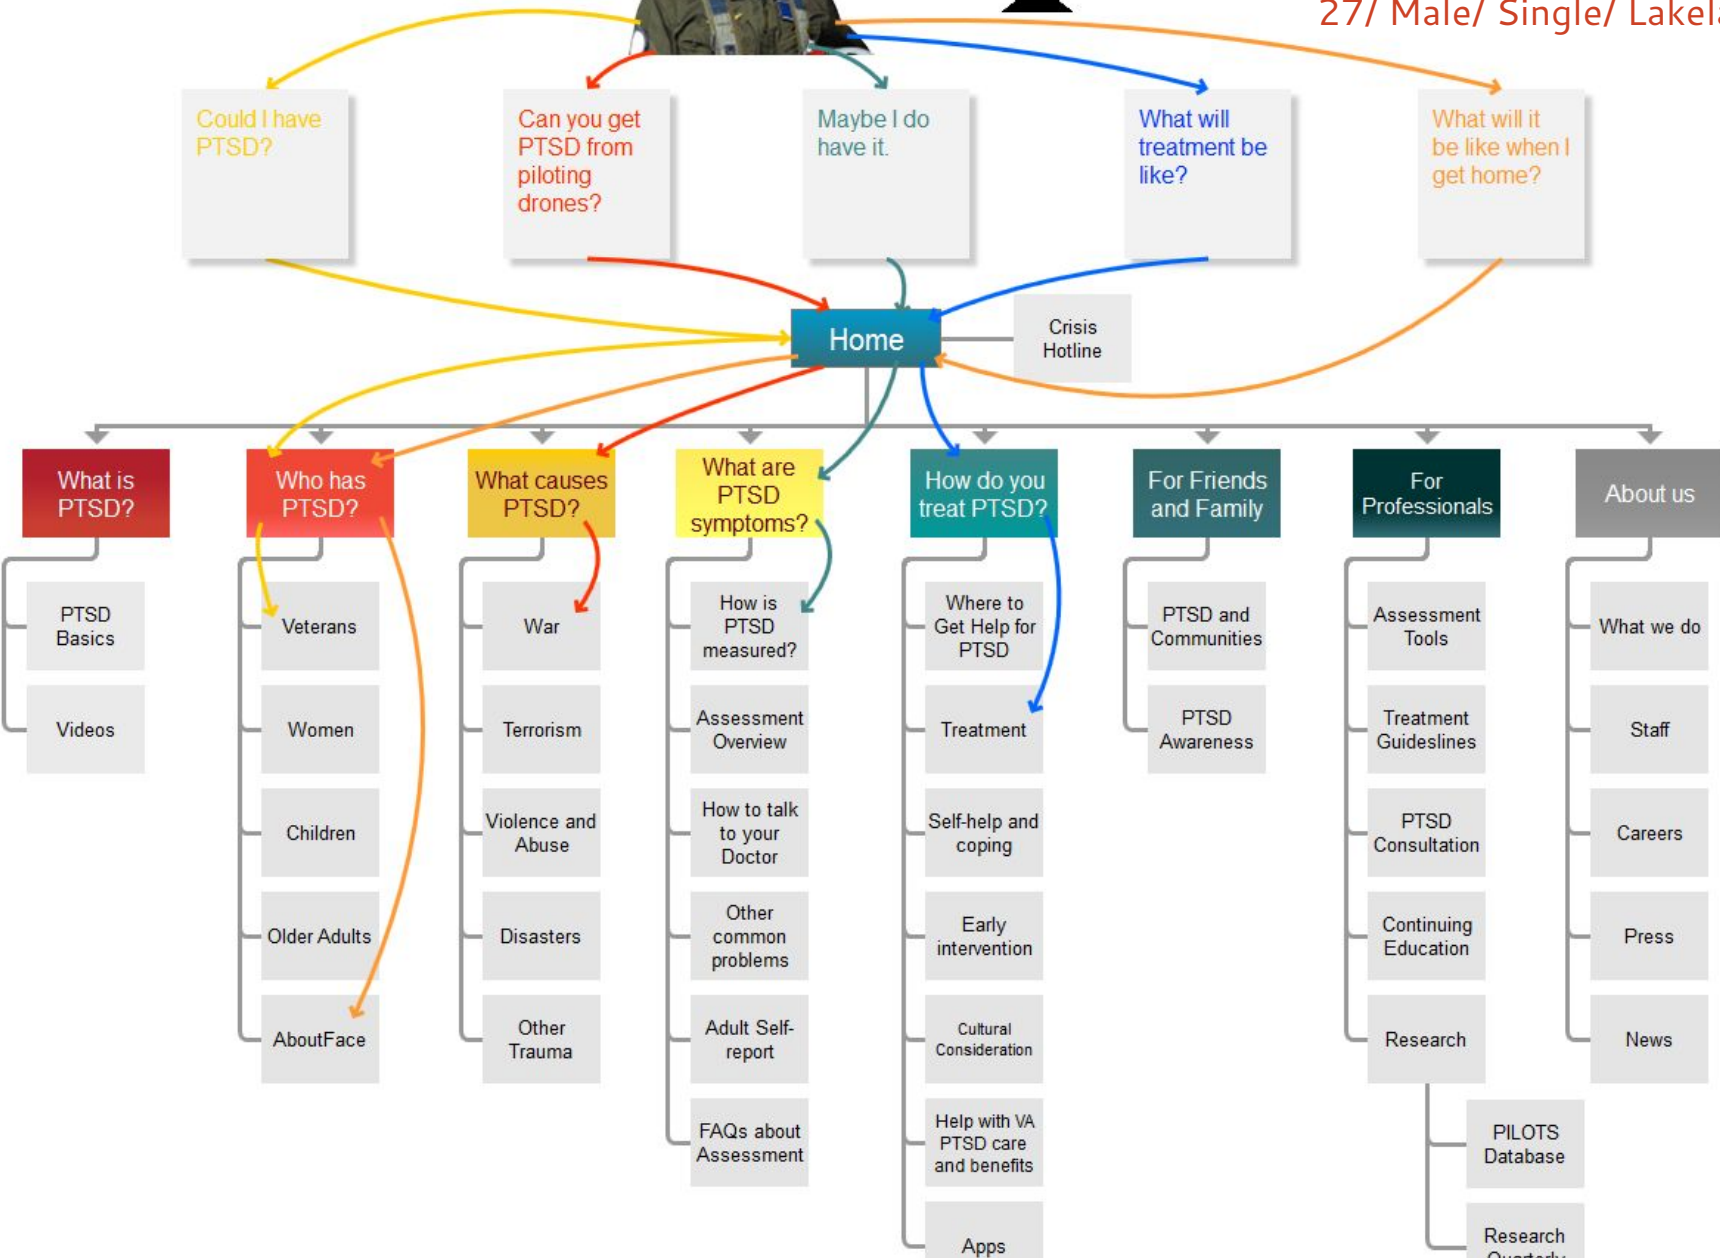 27/ Male/ Single/
Could I have
PTSD?
Can you get
PTSD from
piloting
drones?
Maybe I do
have it.
What will
treatment be
like?
What will it
be like when I
get home?
Home
Crisis
Hotline
What is
PTSD?
Who has
PTSD?
What causes
PTSD?
What are
PTSD
symptoms?
How do you
treat PTSD?
For Friends
and Family
For
Professionals
About us
PTSD
Basics
Videos
Veterans
Women
Children
Older Adults
AboutFace
War
Terrorism
Violence and
Abuse
Disasters
Other
Trauma
How is
PTSD
measured?
Assessment
Overview
How to talk
to your
Doctor
Other
common
problems
Adult Self-
report
FAQs about
Assessment
Where to
Get Help for
PTSD
Treatment
Self-help and
coping
Early
intervention
Cultural
Consideration
Help with VA
PTSD care
and benefits
Apps
PTSD and
Communities
PTSD
Awareness
Assessment
Tools
Treatment
Guideslines
PTSD
Consultation
Continuing
Education
Research
PILOTS
Database
Research
What we do
Staff
Careers
Press
News